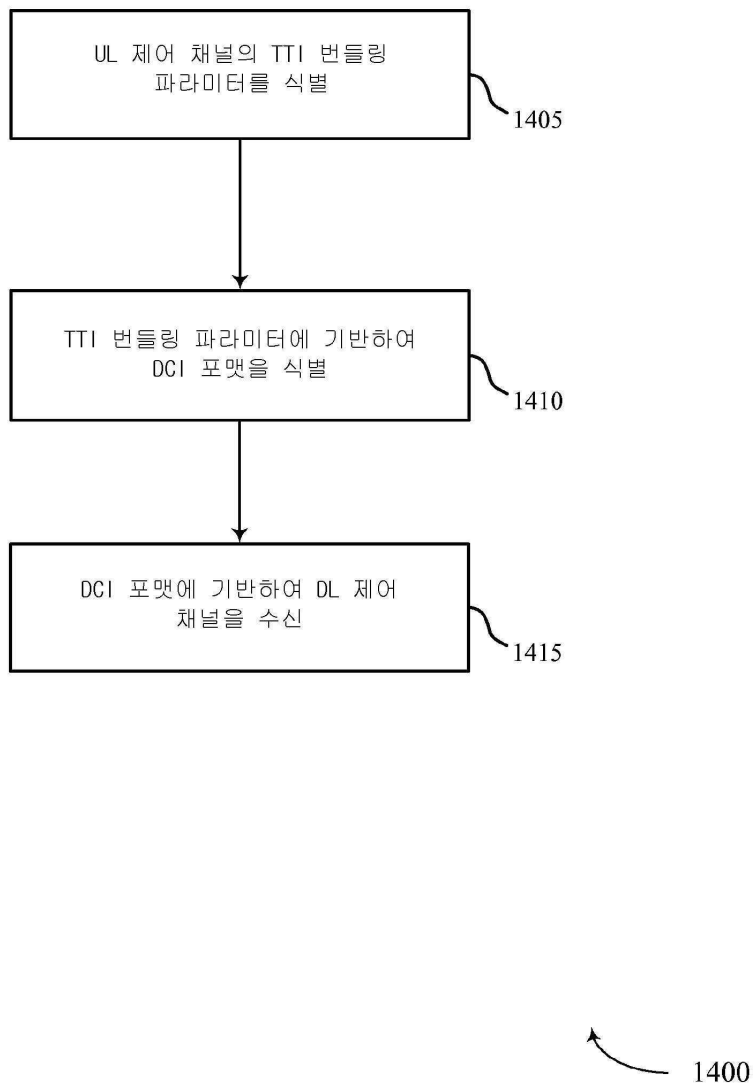 UL 제어 채널의 TTI 번들링
파라미터를 식별
1405
TTI 번들링 파라미터에 기반하여
DCI 포맷을 식별
1410
DCI 포맷에 기반하여 DL 제어
채널을 수신
1415
1400